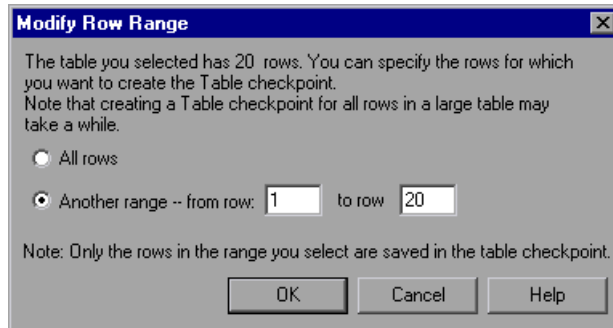 Modify Row Range
The table you selected has 20 rows. You can specify the rows for which
you want to create the Table checkpoint.
Note that creating a Table checkpoint for all rows in a large table may
take a while.
All rows
Another range -- from row: 1 to row 20
Note: Only the rows in the range you select are saved in the table checkpoint.
OK Cancel Help